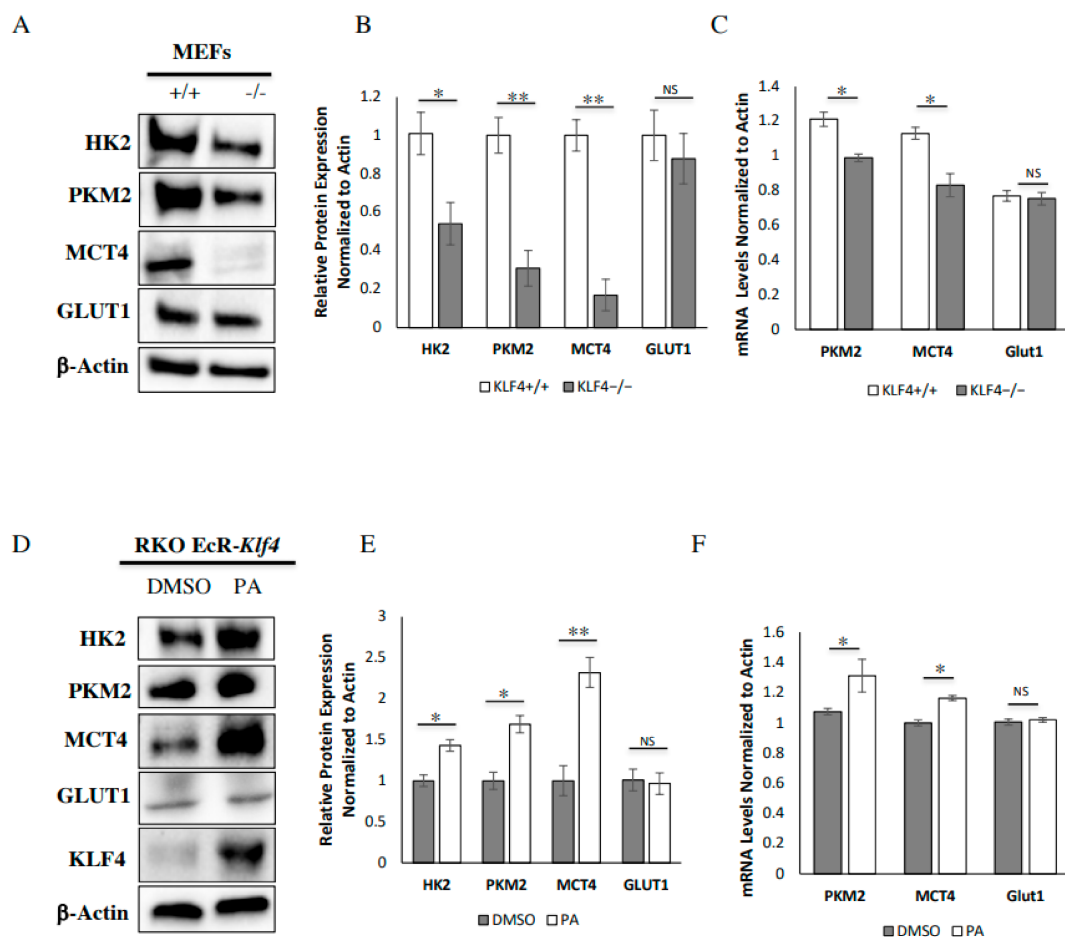 A
MEFs
+/+ -/-
HK2
PKM2
MCT4
GLUT1
β-Actin
B
Relative Protein Expression
Normalized to Actin
1.2
1
0.8
0.6
0.4
0.2
0
* ** ** NS
HK2 PKM2 MCT4 GLUT1
KLF4+/+ KLF4−/−
C
mRNA Levels Normalized to Actin
1.4
1.2
1
0.8
0.6
0.4
0.2
0
* * NS
PKM2 MCT4 Glut1
KLF4+/+ KLF4−/−
D
RKO EcR-Klf4
DMSO PA
HK2
PKM2
MCT4
GLUT1
KLF4
β-Actin
E
Relative Protein Expression
Normalized to Actin
3
2.5
2
1.5
1
0.5
0
* * ** NS
HK2 PKM2 MCT4 GLUT1
DMSO PA
F
mRNA Levels Normalized to Actin
1.6
1.4
1.2
1
0.8
0.6
0.4
0.2
0
* * NS
PKM2 MCT4 Glut1
DMSO PA